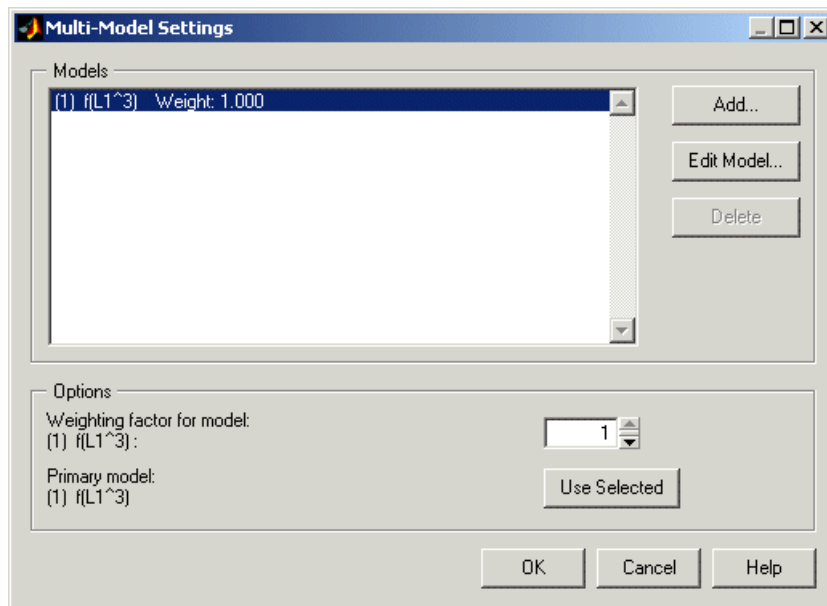 Multi-Model Settings
Models
(1) f(L1^3) Weight: 1.000
Add...
Edit Model...
Delete
Options
Weighting factor for model:
(1) f(L1^3) :
1
Primary model:
(1) f(L1^3)
Use Selected
OK
Cancel
Help